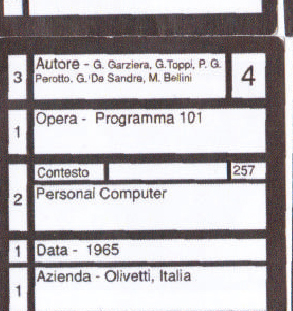 3 Autore - G. Garziera, G.Toppi, P. G. 4
Perotto, G. De Sandre, M. Bellini
1 Opera - Programma 101
Contesto 257
2 Personal Computer
1 Data - 1965
1 Azienda - Olivetti, Italia